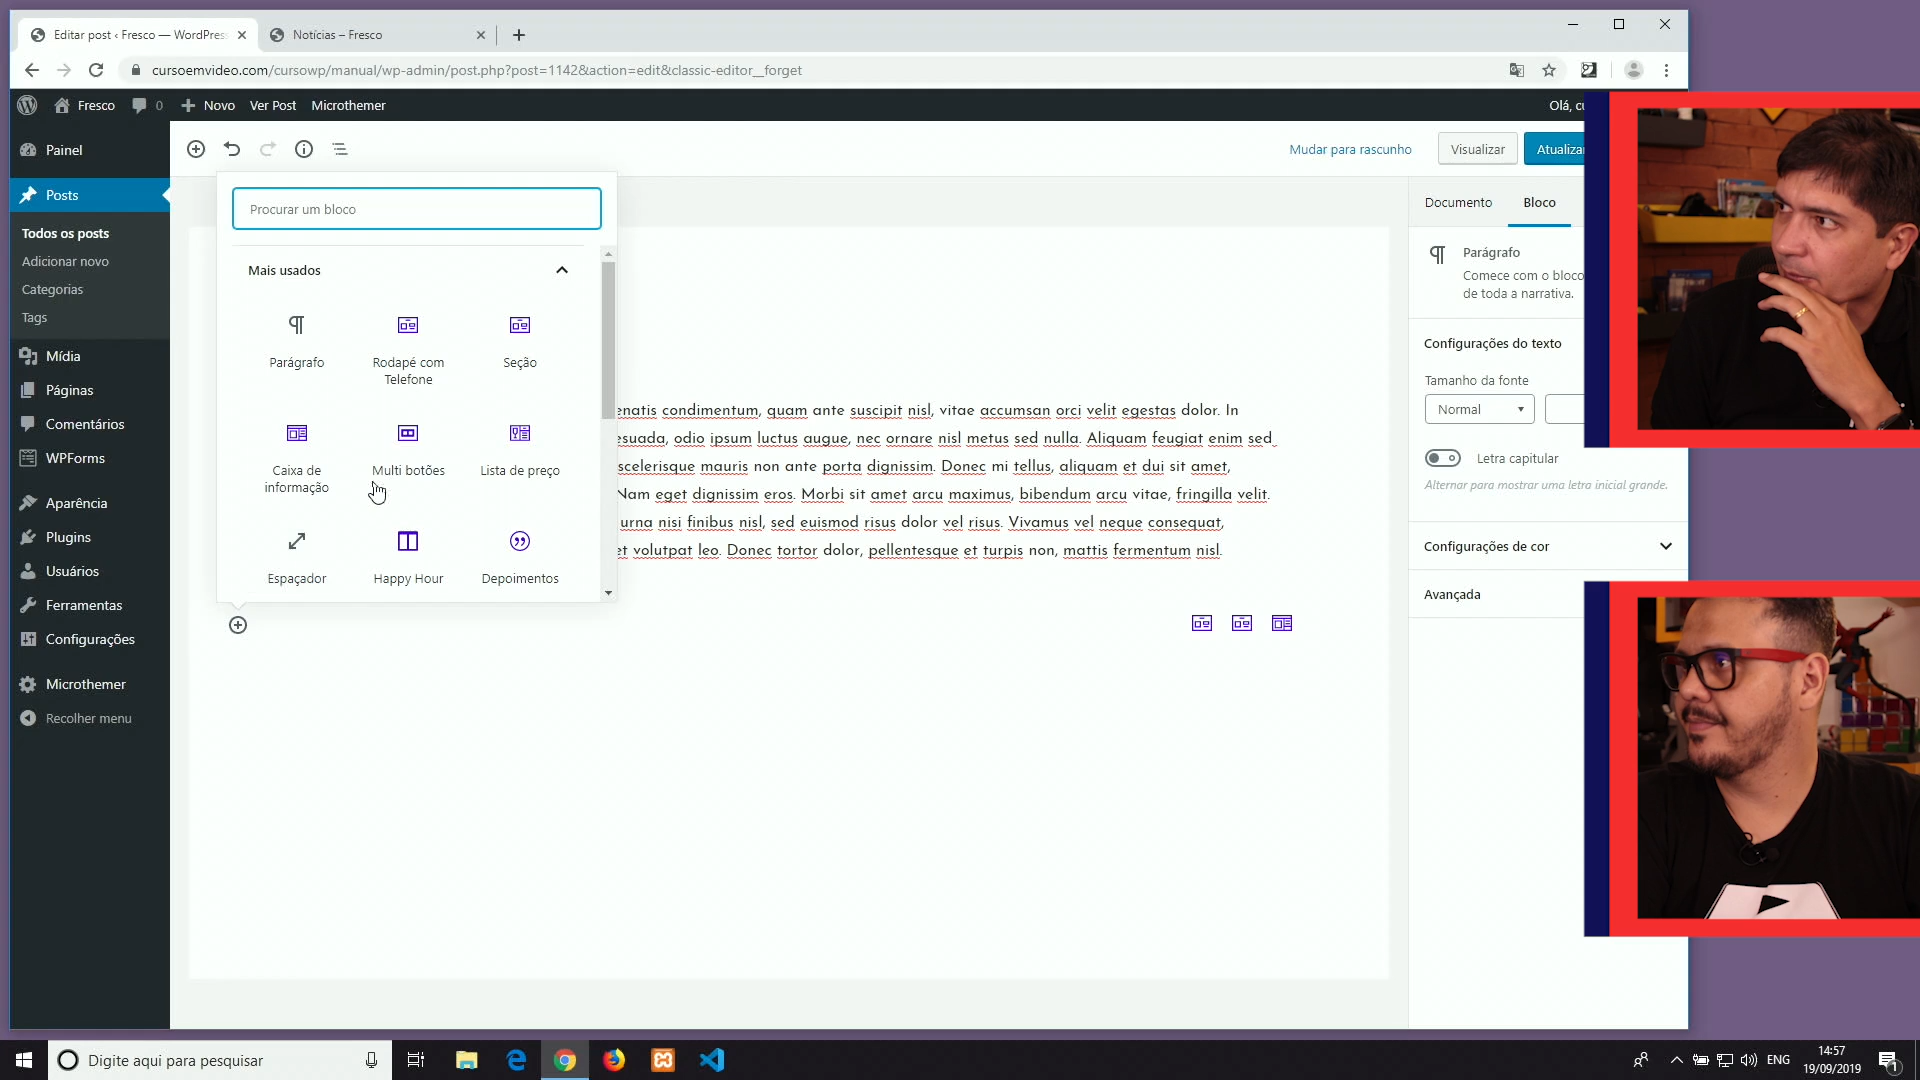 Editar post ‹ Fresco — WordPres
Notícias – Fresco
cursoemvideo.com/cursowp/manual/wp-admin/post.php?post=1142&action=edit&classic-editor__forget
Fresco
0
Novo
Ver Post
Microthemer
Olá, cu
Painel
Posts
Todos os posts
Adicionar novo
Categorias
Tags
Mídia
Páginas
Comentários
WPForms
Aparência
Plugins
Usuários
Ferramentas
Configurações
Microthemer
Recolher menu
Mudar para rascunho
Visualizar
Atualizar
Procurar um bloco
Mais usados
Parágrafo
Rodapé com
Telefone
Seção
Caixa de
informação
Multi botões
Lista de preço
Espaçador
Happy Hour
Depoimentos
enatis condimentum, quam ante suscipit nisl, vitae accumsan orci velit egestas dolor. In
esuada, odio ipsum luctus augue, nec ornare nisl metus sed nulla. Aliquam feugiat enim sed
scelerisque mauris non ante porta dignissim. Donec mi tellus, aliquam et dui sit amet,
Nam eget dignissim eros. Morbi sit amet arcu maximus, bibendum arcu vitae, fringilla velit.
urna nisi finibus nisl, sed euismod risus dolor vel risus. Vivamus vel neque consequat,
et volutpat leo. Donec tortor dolor, pellentesque et turpis non, mattis fermentum nisl.
Documento
Bloco
Parágrafo
Comece com o bloco
de toda a narrativa.
Configurações do texto
Tamanho da fonte
Normal
Letra capitular
Alternar para mostrar uma letra inicial grande.
Configurações de cor
Avançada
Digite aqui para pesquisar
ENG
14:57
19/09/2019
1